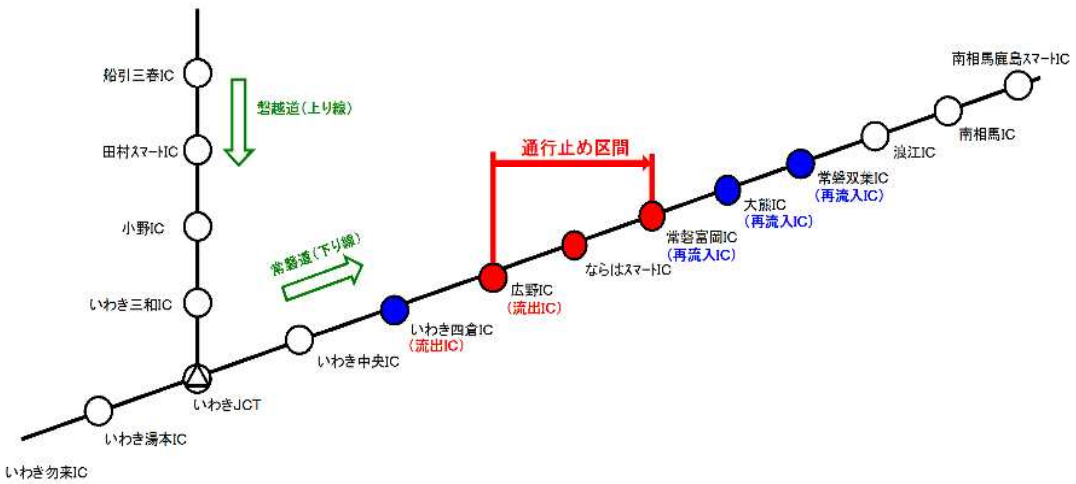 船引三春IC
磐越道（上り線）
田村スマートIC
小野IC
いわき三和IC
いわきJCT
いわき湯本IC
いわき勿来IC
常磐道（下り線）
いわき中央IC
いわき四倉IC
（流出IC）
通行止め区間
広野IC
（流出IC）
ならはスマートIC
常磐富岡IC
（再流入IC）
大熊IC
（再流入IC）
常磐双葉IC
（再流入IC）
浪江IC
南相馬IC
南相馬鹿島スマートIC